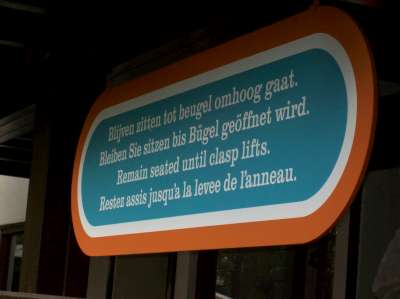 Blijven zitten tot beugel omhoog gaat.
Bleiben Sie sitzen bis Bügel geöffnet wird.
Remain seated until clasp lifts.
Resten assis jusqu'a la levee de l'anneau.